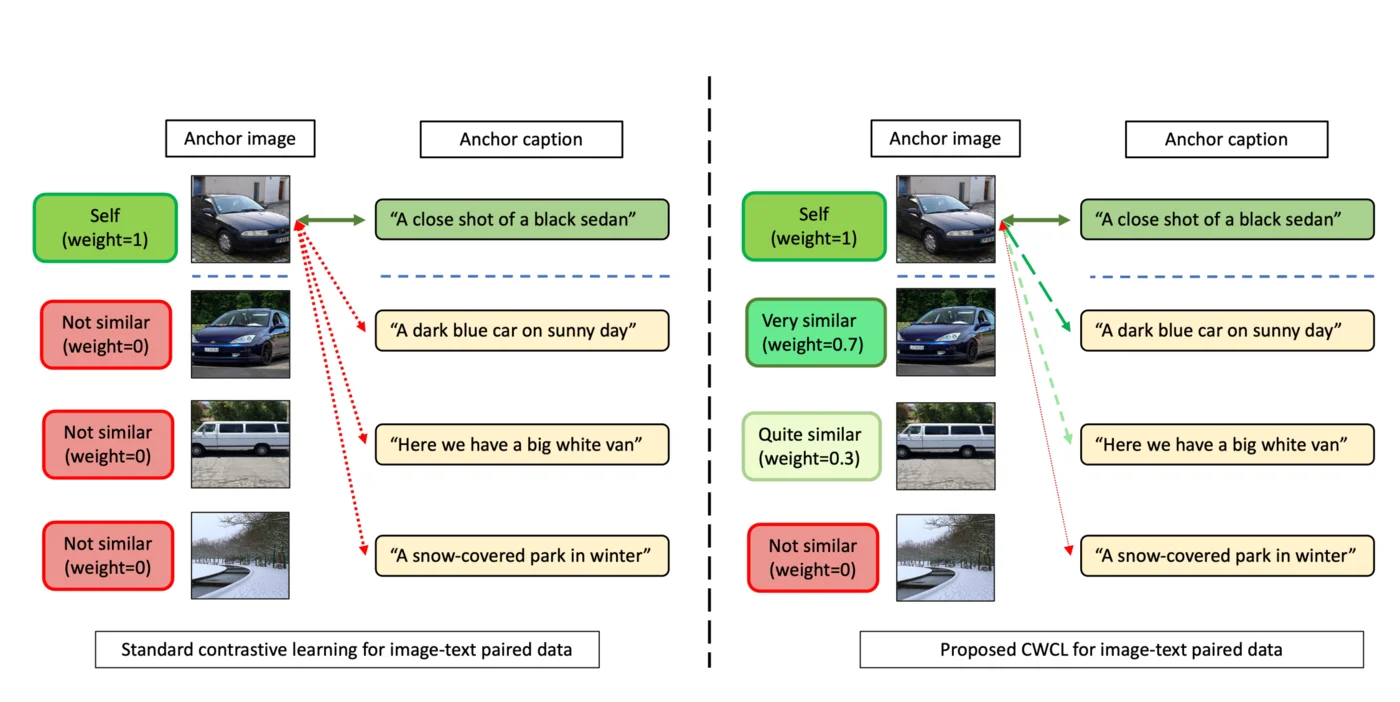 Anchor image
Anchor caption
Self
(weight=1)
“A close shot of a black sedan”
Not similar
(weight=0)
“A dark blue car on sunny day”
Not similar
(weight=0)
“Here we have a big white van”
Not similar
(weight=0)
“A snow-covered park in winter”
Standard contrastive learning for image-text paired data
Anchor image
Anchor caption
Self
(weight=1)
“A close shot of a black sedan”
Very similar
(weight=0.7)
“A dark blue car on sunny day”
Quite similar
(weight=0.3)
“Here we have a big white van”
Not similar
(weight=0)
“A snow-covered park in winter”
Proposed CWCL for image-text paired data